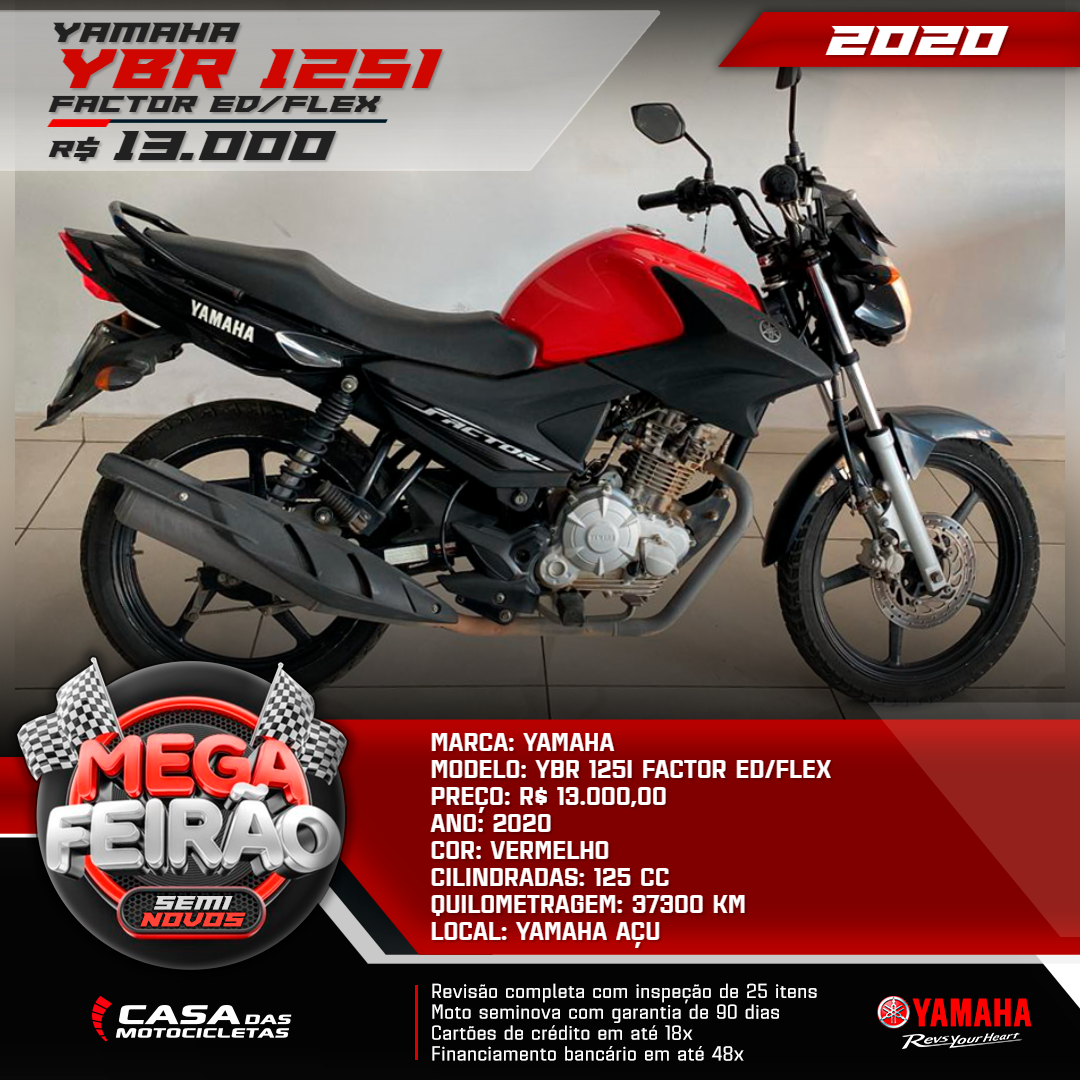 YAMAHA
YBR 125I
FACTOR ED/FLEX
R$ 13.000
2020
YAMAHA
FACTOR
YAMAHA
MEGA
FEIRÃO
SEMI
NOVOS
MARCA: YAMAHA
MODELO: YBR 125I FACTOR ED/FLEX
PREÇO: R$ 13.000,00
ANO: 2020
COR: VERMELHO
CILINDRADAS: 125 CC
QUILOMETRAGEM: 37300 KM
LOCAL: YAMAHA AÇU
CASA DAS
MOTOCICLETAS
Revisão completa com inspeção de 25 itens
Moto seminova com garantia de 90 dias
Cartões de crédito em até 18x
Financiamento bancário em até 48x
YAMAHA
Revs Your Heart